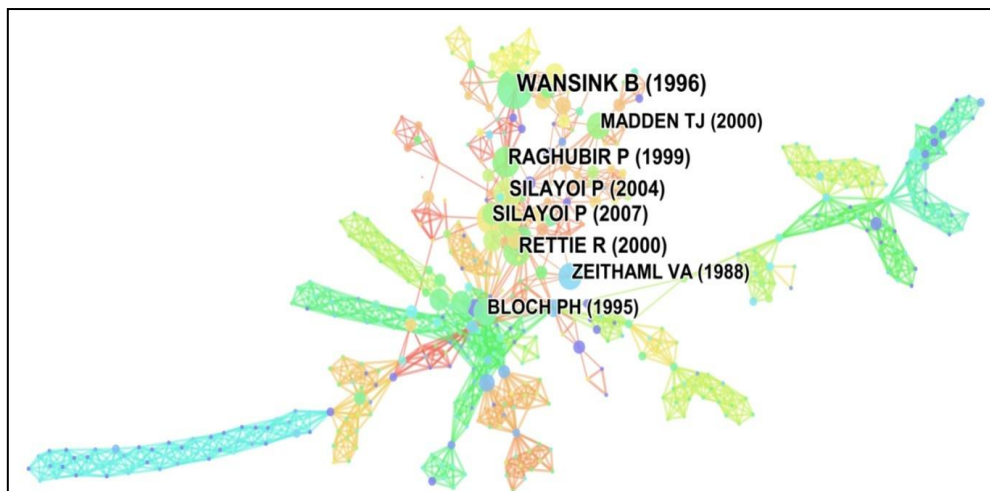 WANSINK B (1996)
MADDEN TJ (2000)
RAGHUBIR P (1999)
SILAYOI P (2004)
SILAYOI P (2007)
RETTIE R (2000)
ZEITHAML VA (1988)
BLOCH PH (1995)